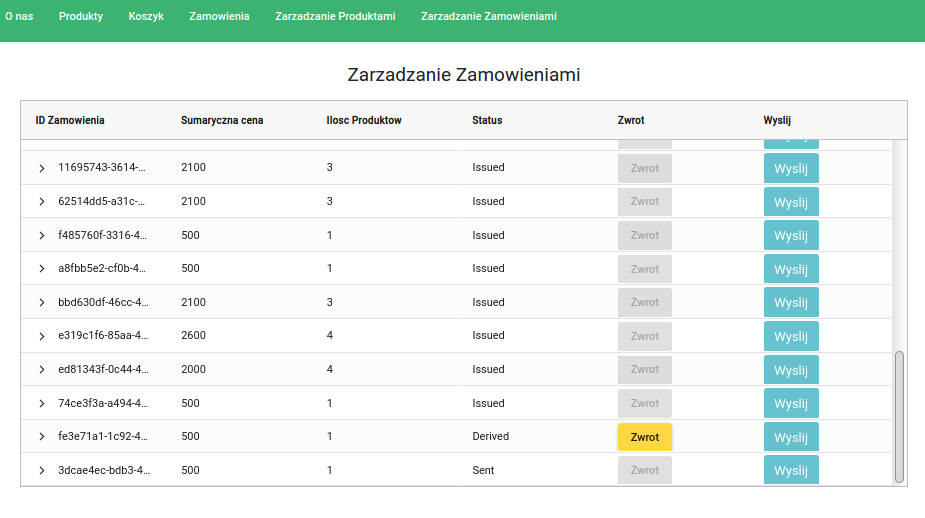 O nas Produkty Koszyk Zamowienia Zarzadzanie Produktami Zarzadzanie Zamowieniami
Zarzadzanie Zamowieniami
ID Zamowienia Sumaryczna cena Ilosc Produktow Status Zwrot Wyslij
11695743-3614-... 2100 3 Issued Zwrot Wyslij
62514dd5-a31c-... 2100 3 Issued Zwrot Wyslij
f485760f-3316-4... 500 1 Issued Zwrot Wyslij
a8fbb5e2-cf0b-4... 500 1 Issued Zwrot Wyslij
bbd630df-46cc-4... 2100 3 Issued Zwrot Wyslij
e319c1f6-85aa-4... 2600 4 Issued Zwrot Wyslij
ed81343f-0c44-4... 2000 4 Issued Zwrot Wyslij
74ce3f3a-a494-4... 500 1 Issued Zwrot Wyslij
fe3e71a1-1c92-4... 500 1 Derived Zwrot Wyslij
3dcae4ec-bdb3-4... 500 1 Sent Zwrot Wyslij